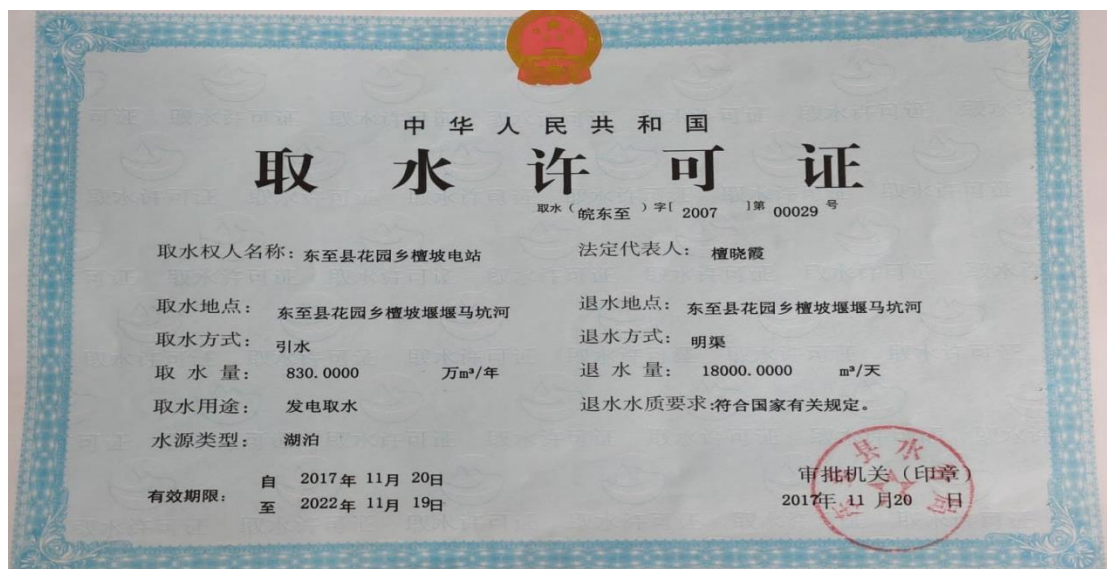 中华人民共和国
取水许可证
取水（皖东至）字[2007]第00029号
取水权人名称：东至县花园乡檀坡电站 法定代表人：檀晓霞
取水地点：东至县花园乡檀坡堰堰马坑河 退水地点：东至县花园乡檀坡堰堰马坑河
取水方式：引水 退水方式：明渠
取水量：830.0000 万m³/年 退水量：18000.0000 m³/天
取水用途：发电取水 退水水质要求:符合国家有关规定。
水源类型：湖泊
有效期限：自 2017年 11月 20日
至 2022年 11月 19日
审批机关（印章）
2017年 11 月20 日